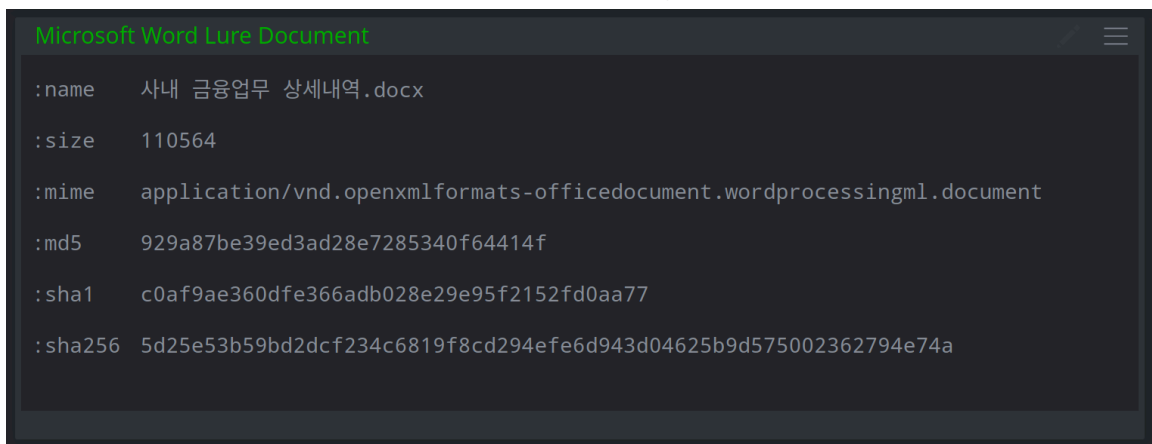 Microsoft Word Lure Document
:name 사내 금융업무 상세내역.docx
:size 110564
:mime application/vnd.openxmlformats-officedocument.wordprocessingml.document
:md5 929a87be39ed3ad28e7285340f64414f
:sha1 c0af9ae360dfe366adb028e29e95f2152fd0aa77
:sha256 5d25e53b59bd2dcf234c6819f8cd294efe6d943d04625b9d575002362794e74a